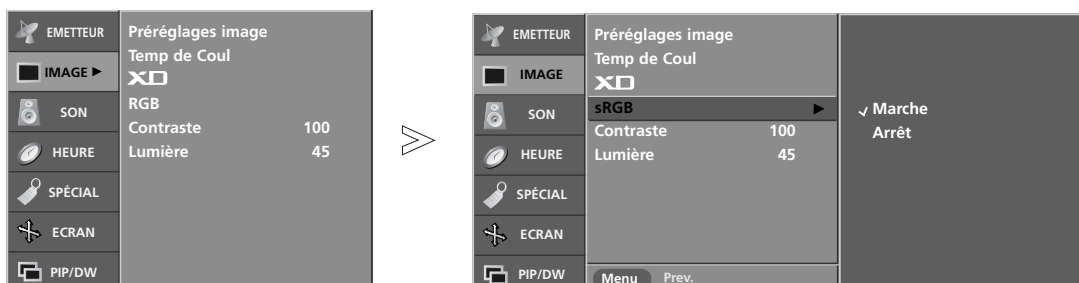 EMETTEUR
IMAGE ►
SON
HEURE
SPÉCIAL
ECRAN
PIP/DW
Préréglages image
Temp de Coul
XD
RGB
Contraste 100
Lumière 45
EMETTEUR
IMAGE
SON
HEURE
SPÉCIAL
ECRAN
PIP/DW
Préréglages image
Temp de Coul
XD
sRGB ►
Contraste 100
Lumière 45
Menu Prev.
✓ Marche
Arrêt